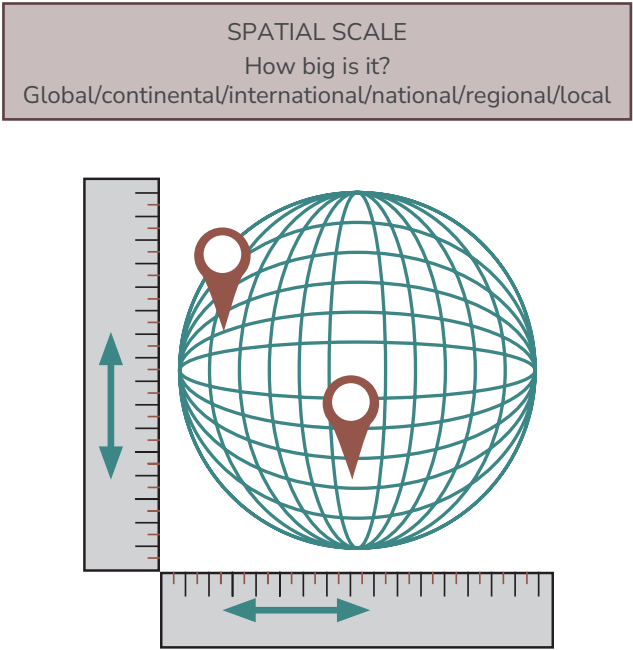 SPATIAL SCALE
How big is it?
Global/continental/international/national/regional/local